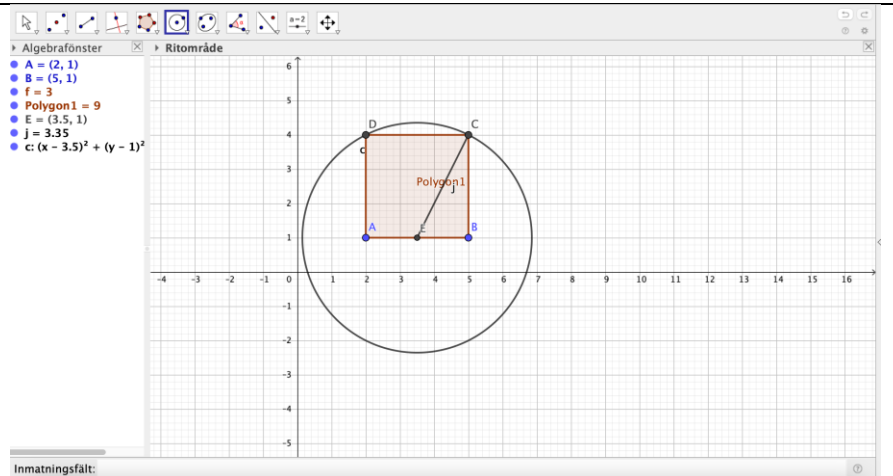 a=2
Algebrafönster
Ritområde
A = (2, 1)
B = (5, 1)
f = 3
Polygon1 = 9
E = (3.5, 1)
j = 3.35
c: (x − 3.5)² + (y − 1)²
6
5
4
3
2
1
0
-1
-2
-3
-4
-5
-4 -3 -2 -1 0 1 2 3 4 5 6 7 8 9 10 11 12 13 14 15 16
D C
c
Polygon1
j
A E B
Inmatningsfält: